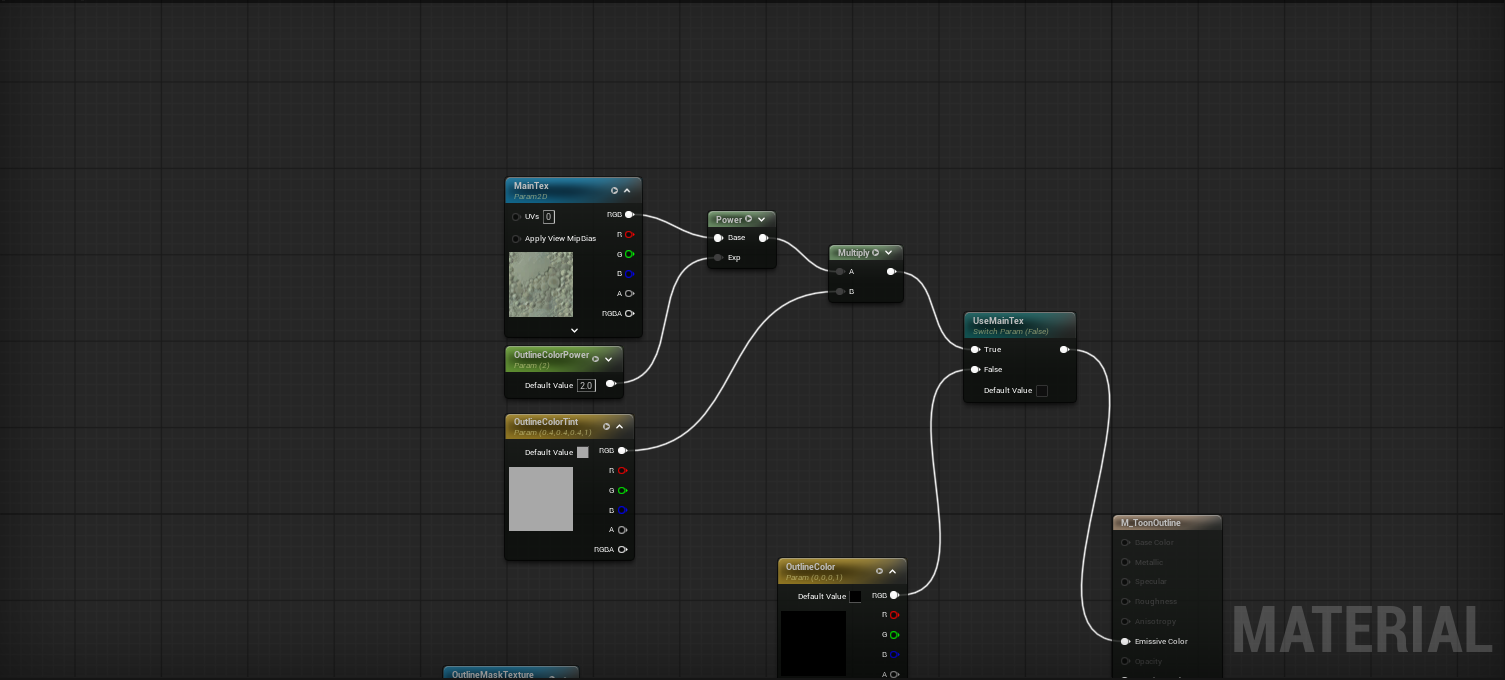 MainTex
Param2D
UVs 0
RGB
R
Apply View MipBias
G
B
A
RGBA
Power
Base
Exp
Multiply
A
B
OutlineColorPower
Param (2)
Default Value 2.0
UseMainTex
Switch Param (False)
True
False
Default Value
OutlineColorTint
Param (0.4,0.4,0.4,1)
Default Value
RGB
R
G
B
A
RGBA
OutlineColor
Param (0,0,0,1)
Default Value
RGB
R
G
B
A
M_ToonOutline
Base Color
Metallic
Specular
Roughness
Anisotropy
Emissive Color
Opacity
OutlineMaskTexture
MATERIAL